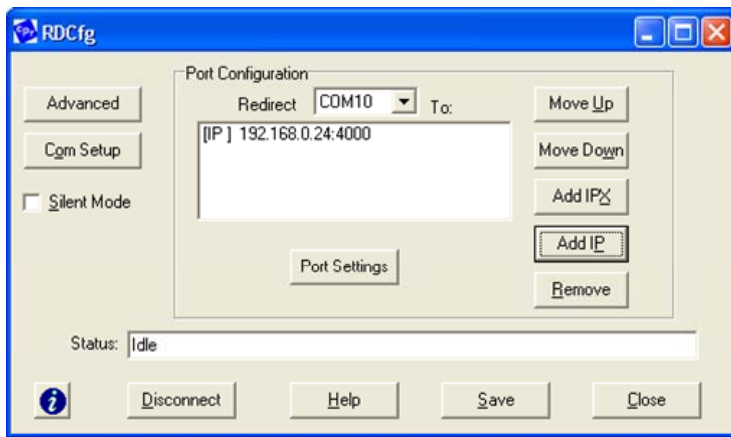 RDCfg
Port Configuration
Advanced
Redirect COM10 To:
Move Up
[IP ] 192.168.0.24:4000
Com Setup
Move Down
Silent Mode
Add IPX
Add IP
Port Settings
Remove
Status: Idle
Disconnect
Help
Save
Close